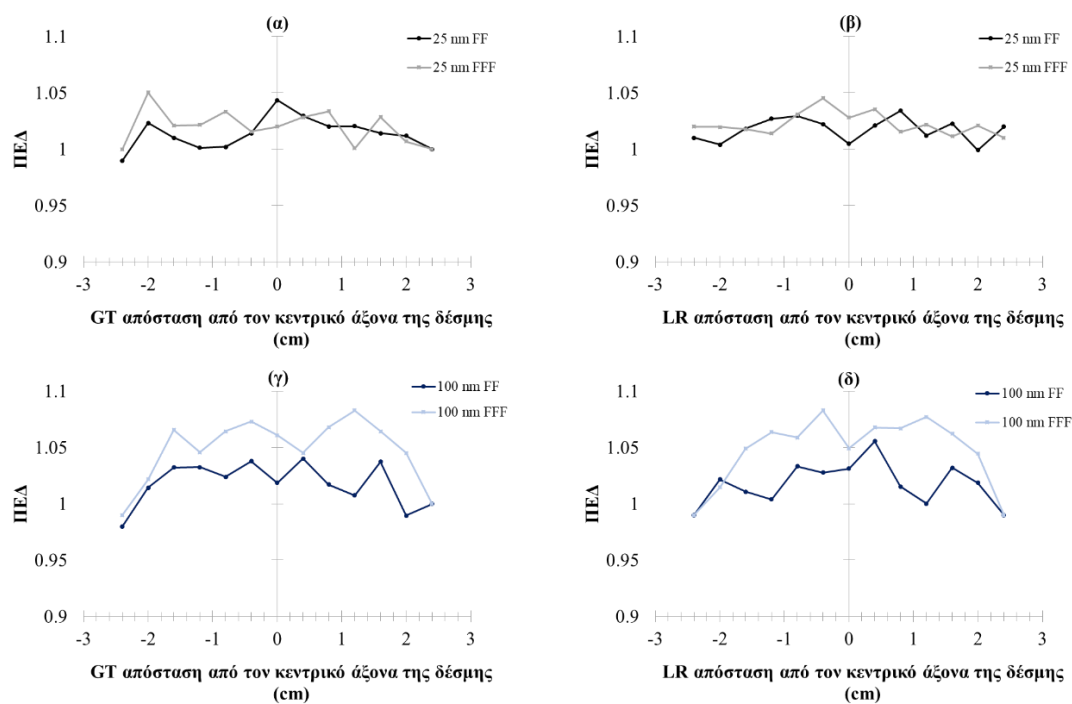 (α)
1.1
1.05
1
0.95
0.9
ΠΕΔ
25 nm FF
25 nm FFF
-3 -2 -1 0 1 2 3
GT απόσταση από τον κεντρικό άξονα της δέσμης
(cm)
(β)
1.1
1.05
1
0.95
0.9
ΠΕΔ
25 nm FF
25 nm FFF
-3 -2 -1 0 1 2 3
LR απόσταση από τον κεντρικό άξονα της δέσμης
(cm)
(γ)
1.1
1.05
1
0.95
0.9
ΠΕΔ
100 nm FF
100 nm FFF
-3 -2 -1 0 1 2 3
GT απόσταση από τον κεντρικό άξονα της δέσμης
(cm)
(δ)
1.1
1.05
1
0.95
0.9
ΠΕΔ
100 nm FF
100 nm FFF
-3 -2 -1 0 1 2 3
LR απόσταση από τον κεντρικό άξονα της δέσμης
(cm)